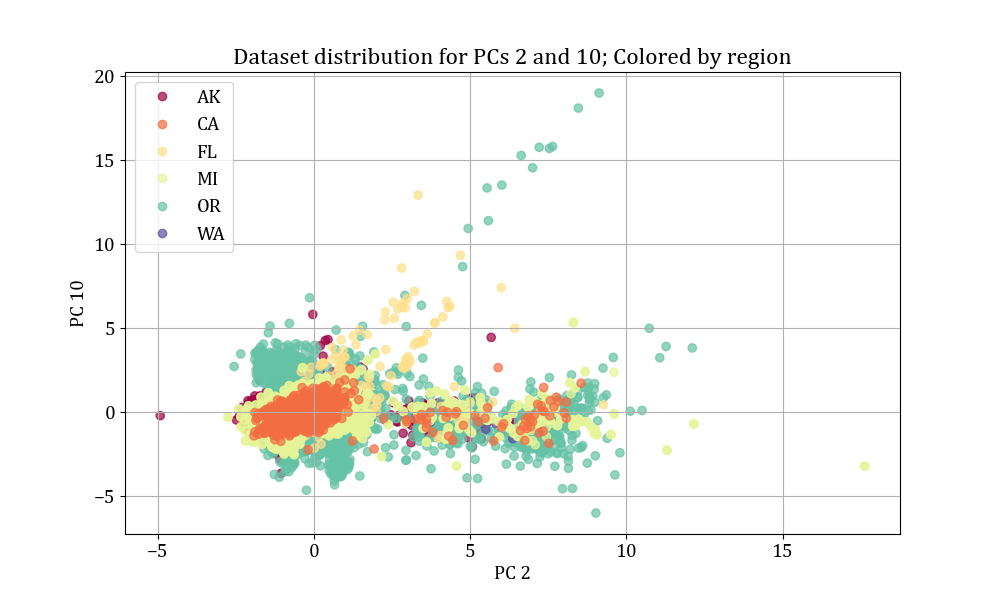 Dataset distribution for PCs 2 and 10; Colored by region
20
15
10
5
0
−5
PC 10
AK
CA
FL
MI
OR
WA
−5
0
5
10
15
PC 2